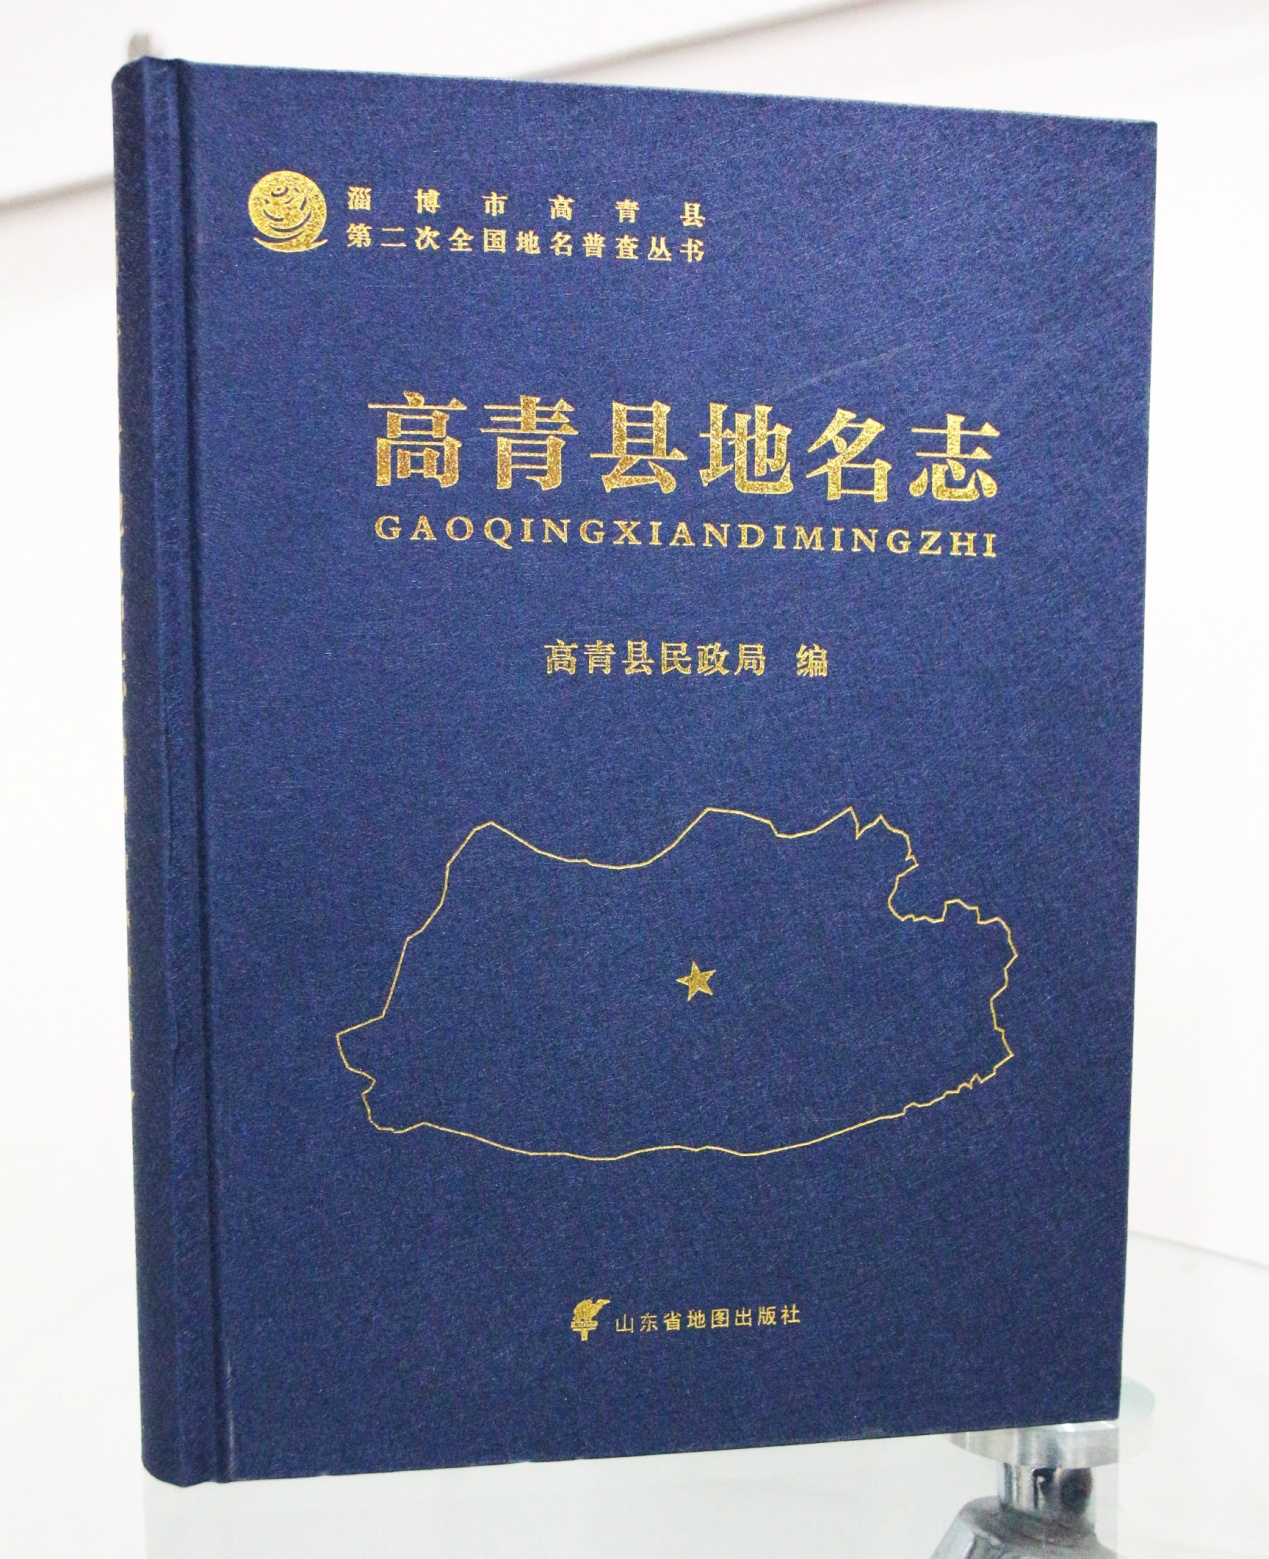 淄博市高青县
第二次全国地名普查丛书
高青县地名志
GAOQINGXIANDIMINGZHI
高青县民政局 编
山东省地图出版社